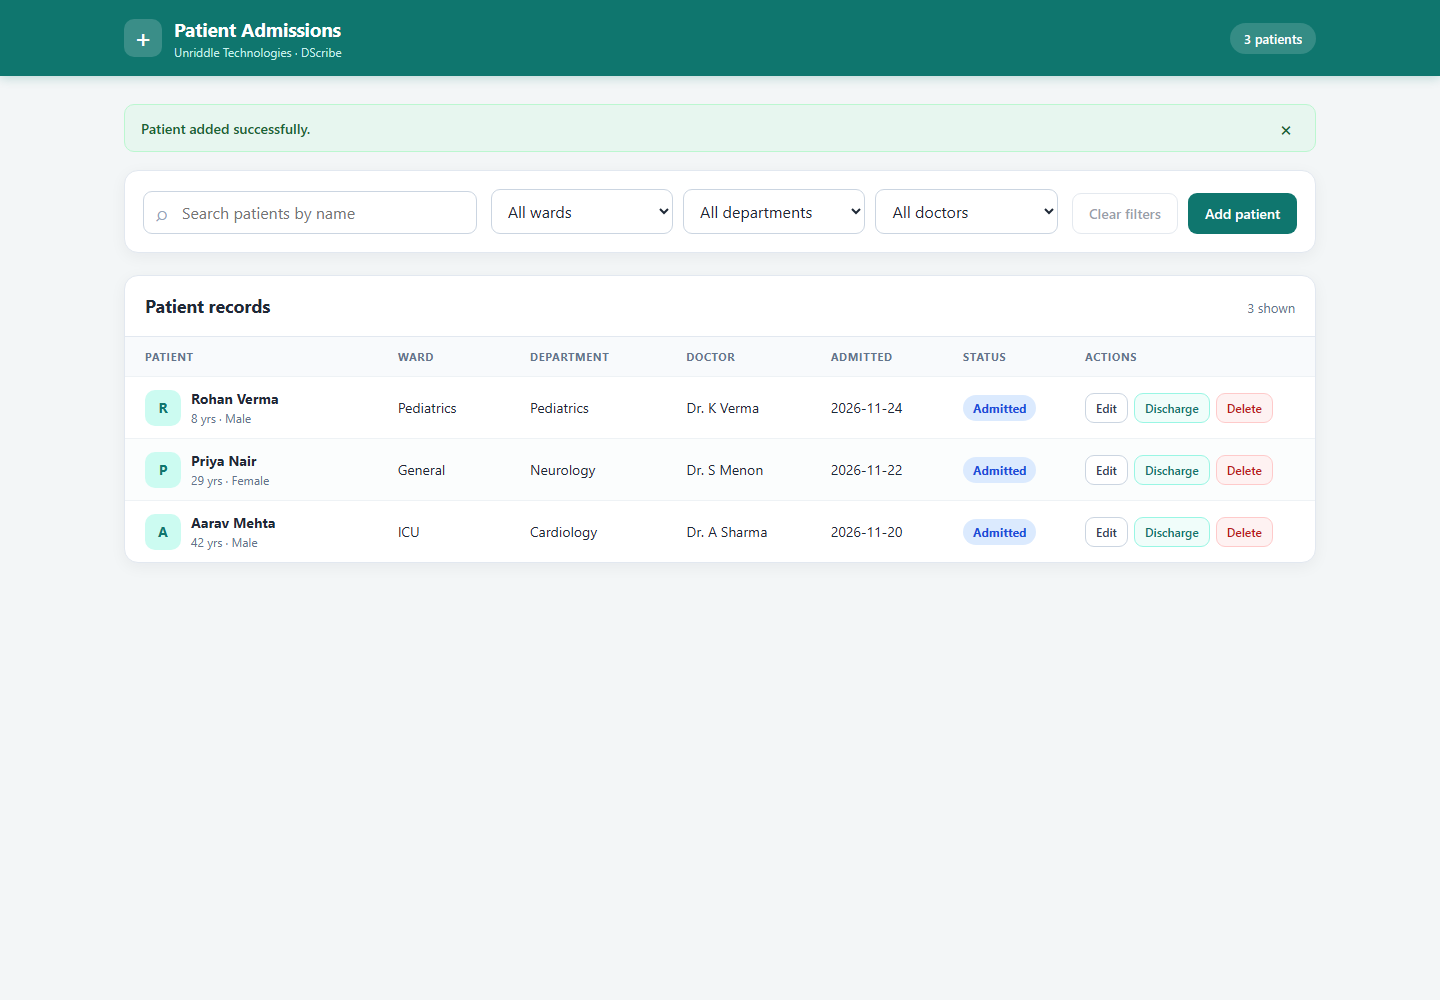 +
Patient Admissions
Unriddle Technologies · DScribe
3 patients
Patient added successfully.
×
Search patients by name
All wards
All departments
All doctors
Clear filters
Add patient
Patient records
3 shown
PATIENT WARD DEPARTMENT DOCTOR ADMITTED STATUS ACTIONS
R Rohan Verma
8 yrs · Male
Pediatrics Pediatrics Dr. K Verma 2026-11-24 Admitted Edit Discharge Delete
P Priya Nair
29 yrs · Female
General Neurology Dr. S Menon 2026-11-22 Admitted Edit Discharge Delete
A Aarav Mehta
42 yrs · Male
ICU Cardiology Dr. A Sharma 2026-11-20 Admitted Edit Discharge Delete